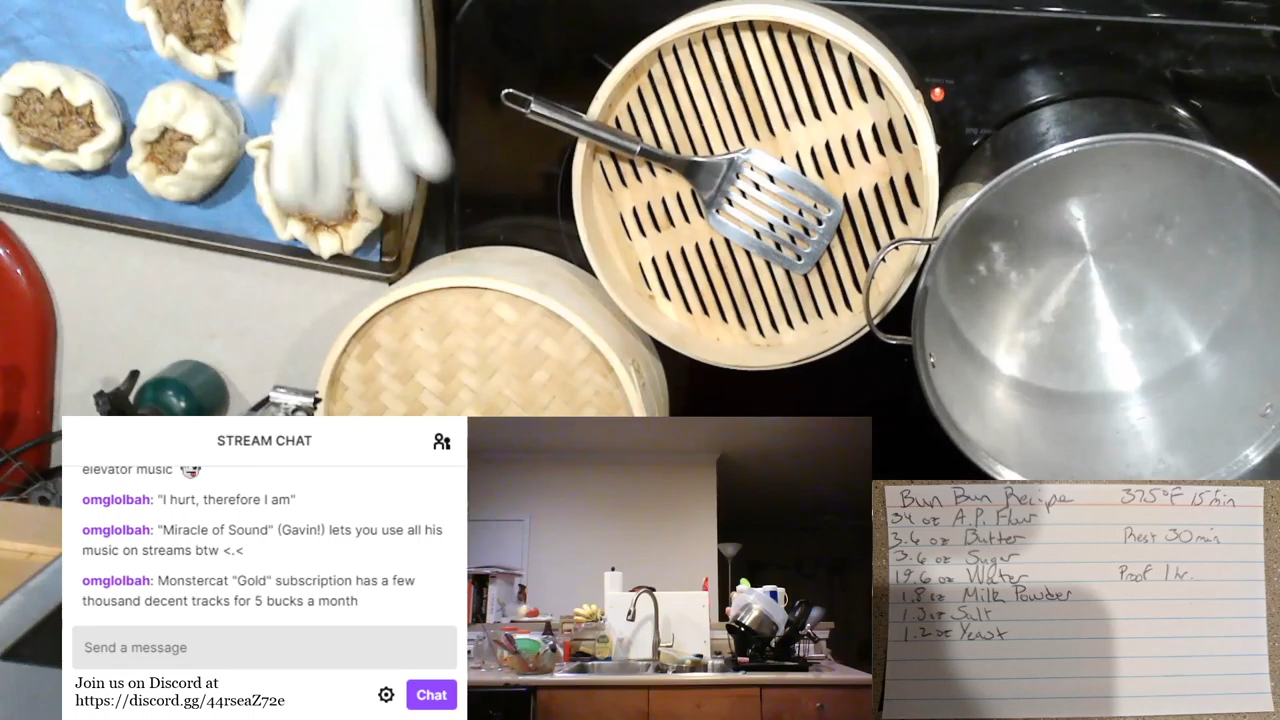 STREAM CHAT
elevator music
omglolbah: "I hurt, therefore I am"
omglolbah: "Miracle of Sound" (Gavin!) lets you use all his
music on streams btw <.<
omglolbah: Monstercat "Gold" subscription has a few
thousand decent tracks for 5 bucks a month
Send a message
Join us on Discord at
https://discord.gg/44rseaZ72e
Chat
Bun Bun Recipe 375°F 15 min
34 oz A.P. Flour
3.6 oz Butter Rest 30 min
3.6 oz Sugar
19.6 oz Water Proof 1 hr.
1.8 oz Milk Powder
Salt
1.2 oz Yeast